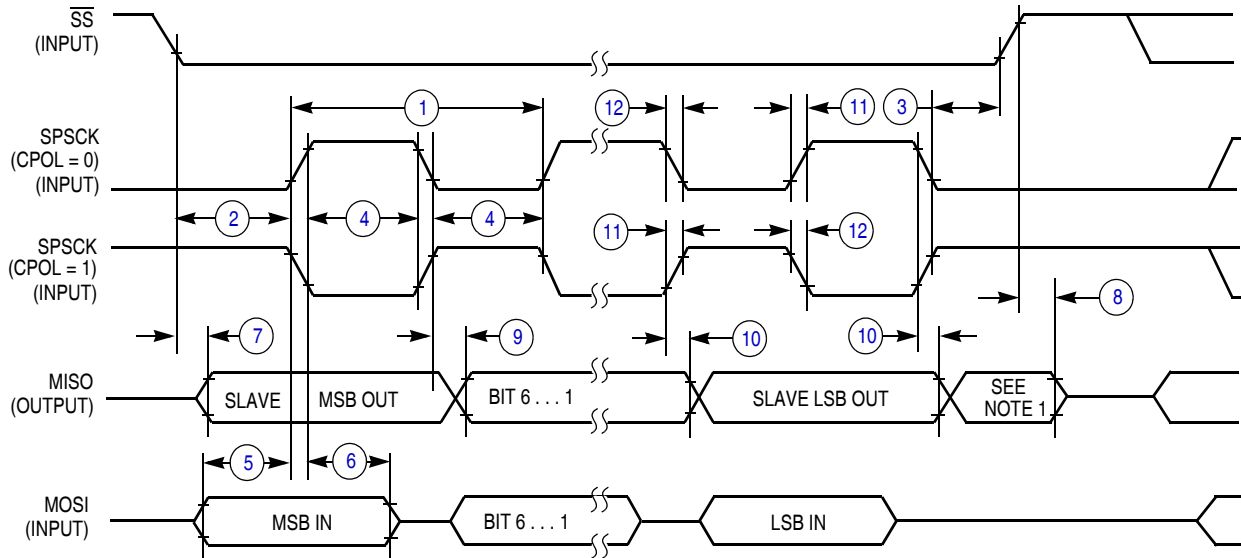 SS
(INPUT)
1
12
11
3
SPSCK
(CPOL = 0)
(INPUT)
2
4
4
11
12
SPSCK
(CPOL = 1)
(INPUT)
7
9
10
10
8
MISO
(OUTPUT)
SLAVE
MSB OUT
BIT 6 . . . 1
SLAVE LSB OUT
SEE
NOTE 1
5
6
MOSI
(INPUT)
MSB IN
BIT 6 . . . 1
LSB IN